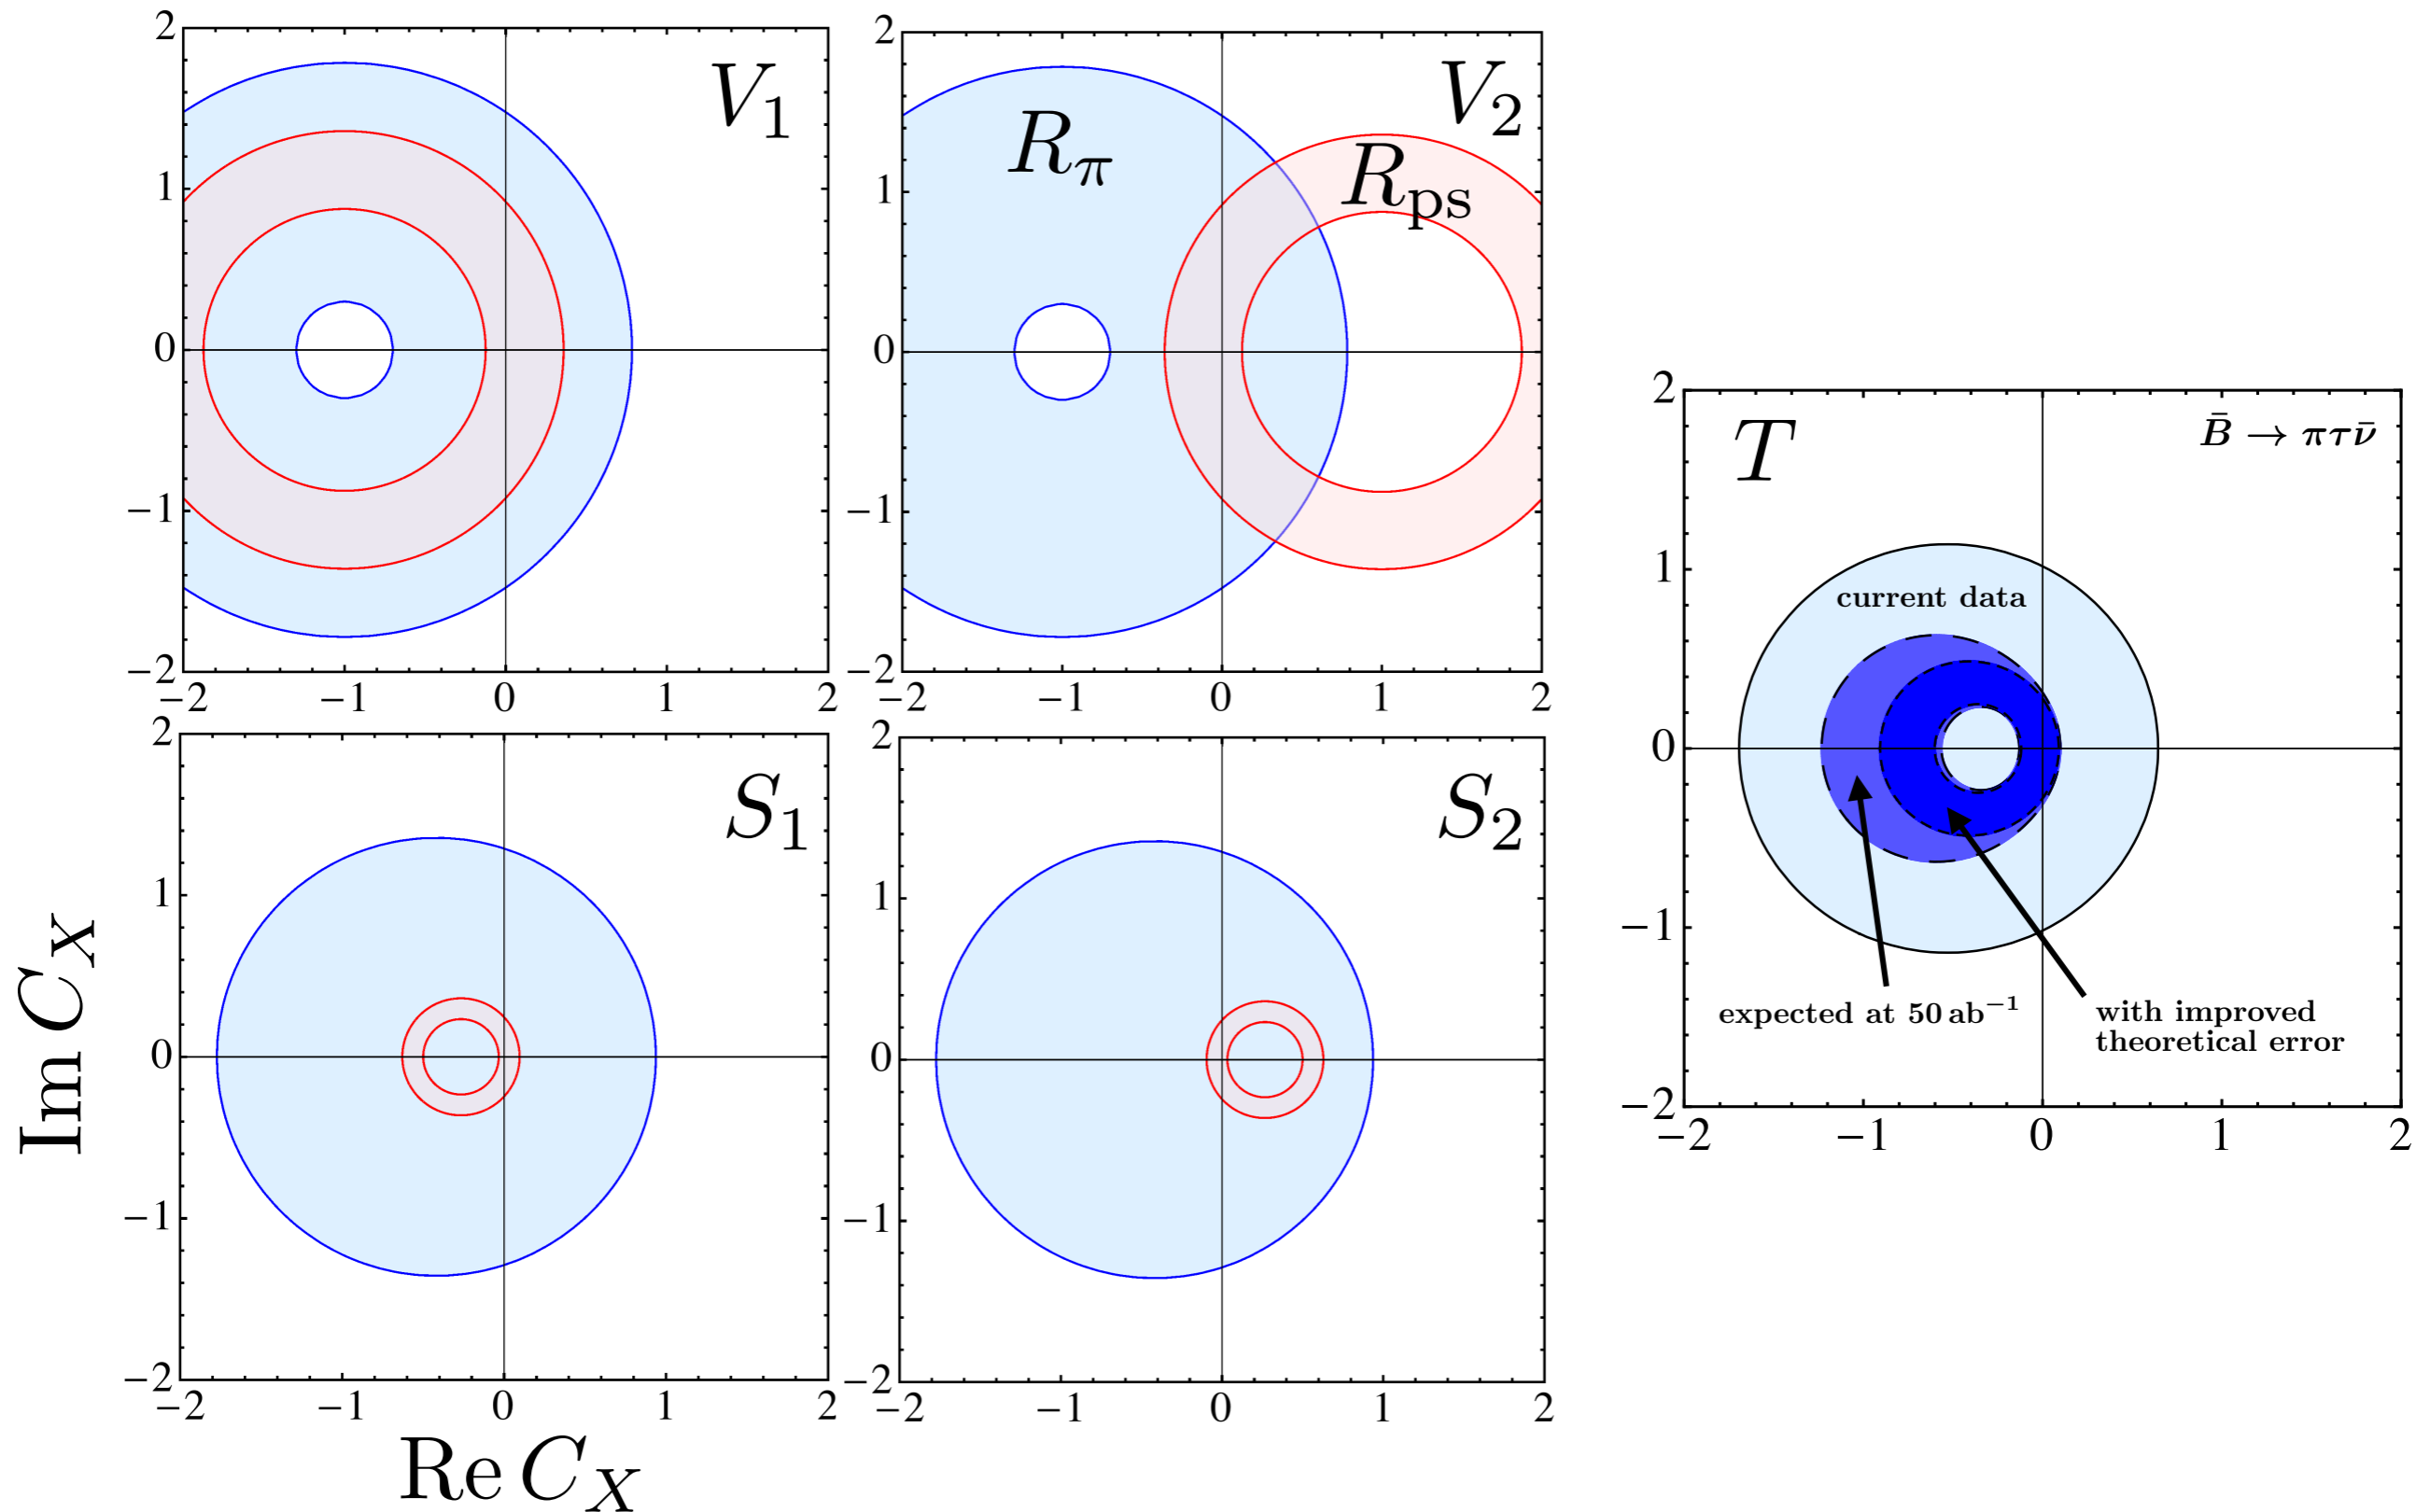 2
1
0
−1
−2
−2 −1 0 1 2
V₁
2
1
0
−1
−2
−2 −1 0 1 2
V₂
R_π
R_ps
2
1
0
−1
−2
−2 −1 0 1 2
S₁
2
1
0
−1
−2
−2 −1 0 1 2
S₂
Im C_X
Re C_X
2
1
0
−1
−2
−2 −1 0 1 2
T
B̄ → πτν̄
current data
expected at 50 ab⁻¹
with improved
theoretical error